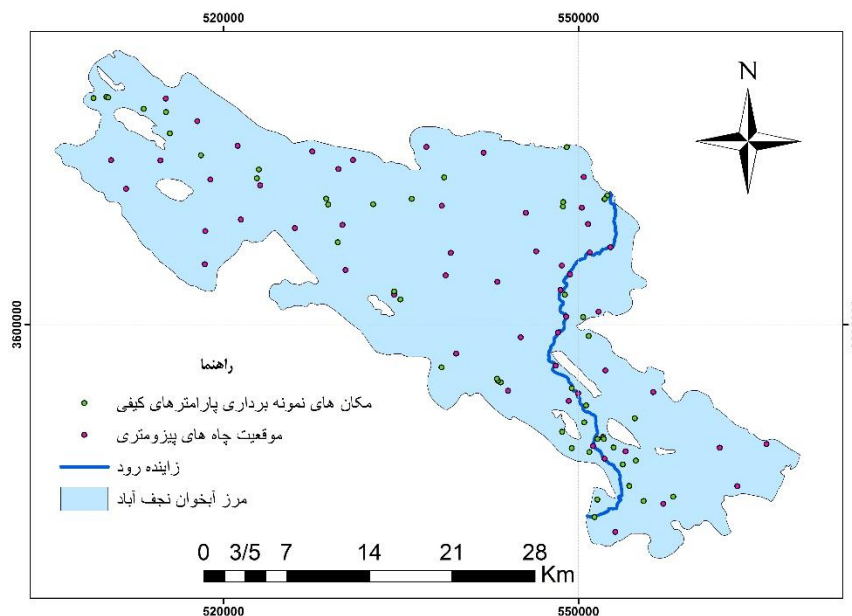 520000 550000
N
3600000
راهنما
مکان های نمونه برداری پارامترهای کیفی
موقعیت چاه های پیزومتری
زاینده رود
مرز آبخوان نجف آباد
0 3/5 7 14 21 28
Km
520000 550000